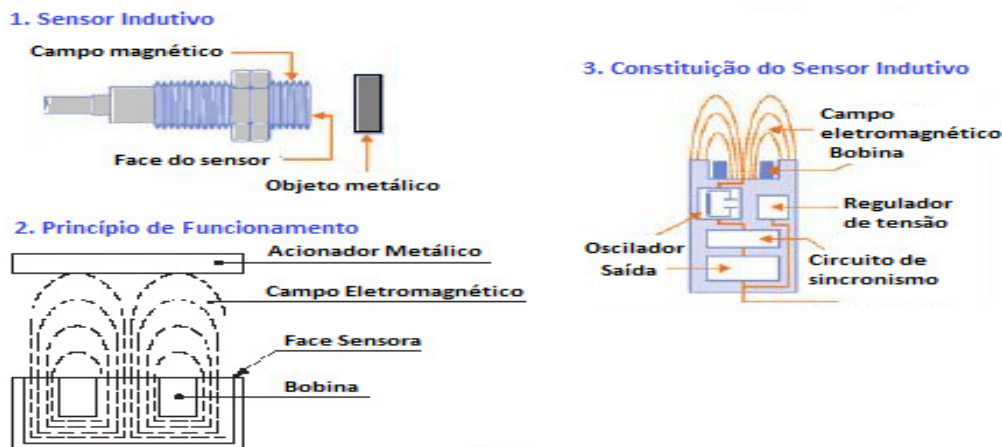 1. Sensor Indutivo
Campo magnético
Face do sensor
Objeto metálico
2. Princípio de Funcionamento
Acionador Metálico
Campo Eletromagnético
Face Sensora
Bobina
3. Constituição do Sensor Indutivo
Campo
eletromagnético
Bobina
Regulador
de tensão
Oscilador
Saída
Circuito de
sincronismo